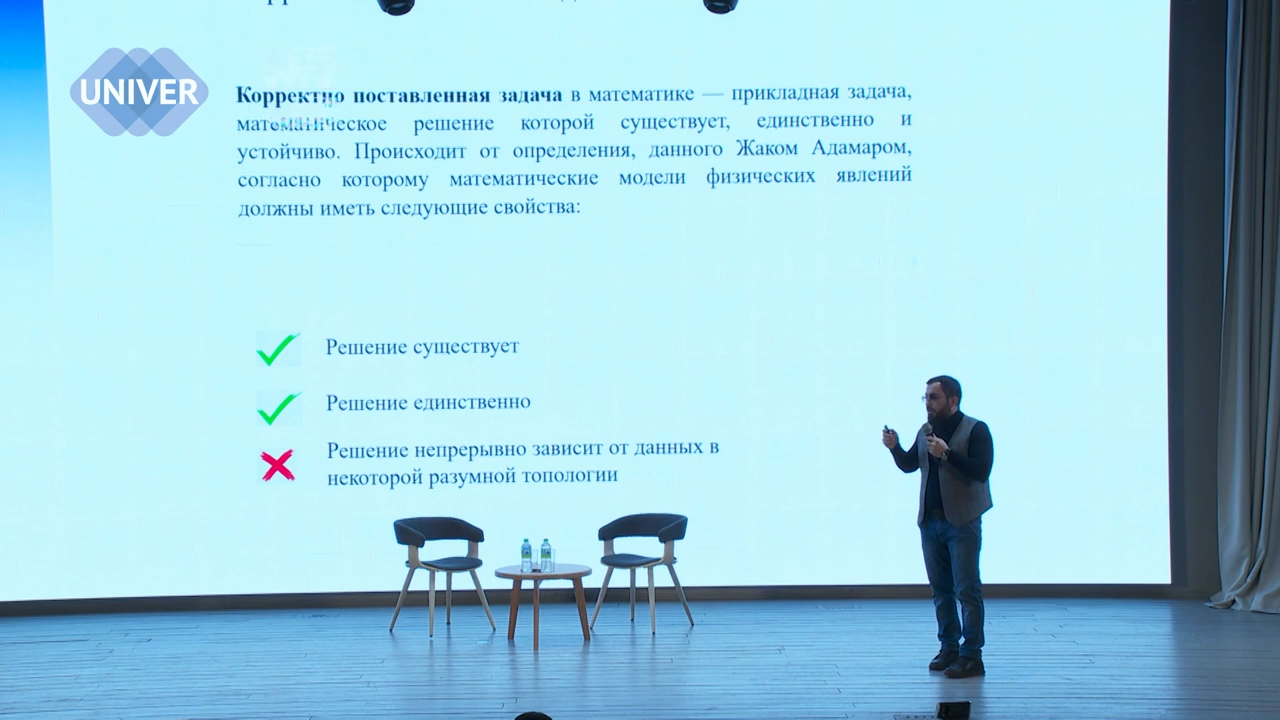 UNIVER
Корректно поставленная задача в математике — прикладная задача,
математическое решение которой существует, единственно и
устойчиво. Происходит от определения, данного Жаком Адамаром,
согласно которому математические модели физических явлений
должны иметь следующие свойства:
Решение существует
Решение единственно
Решение непрерывно зависит от данных в
некоторой разумной топологии